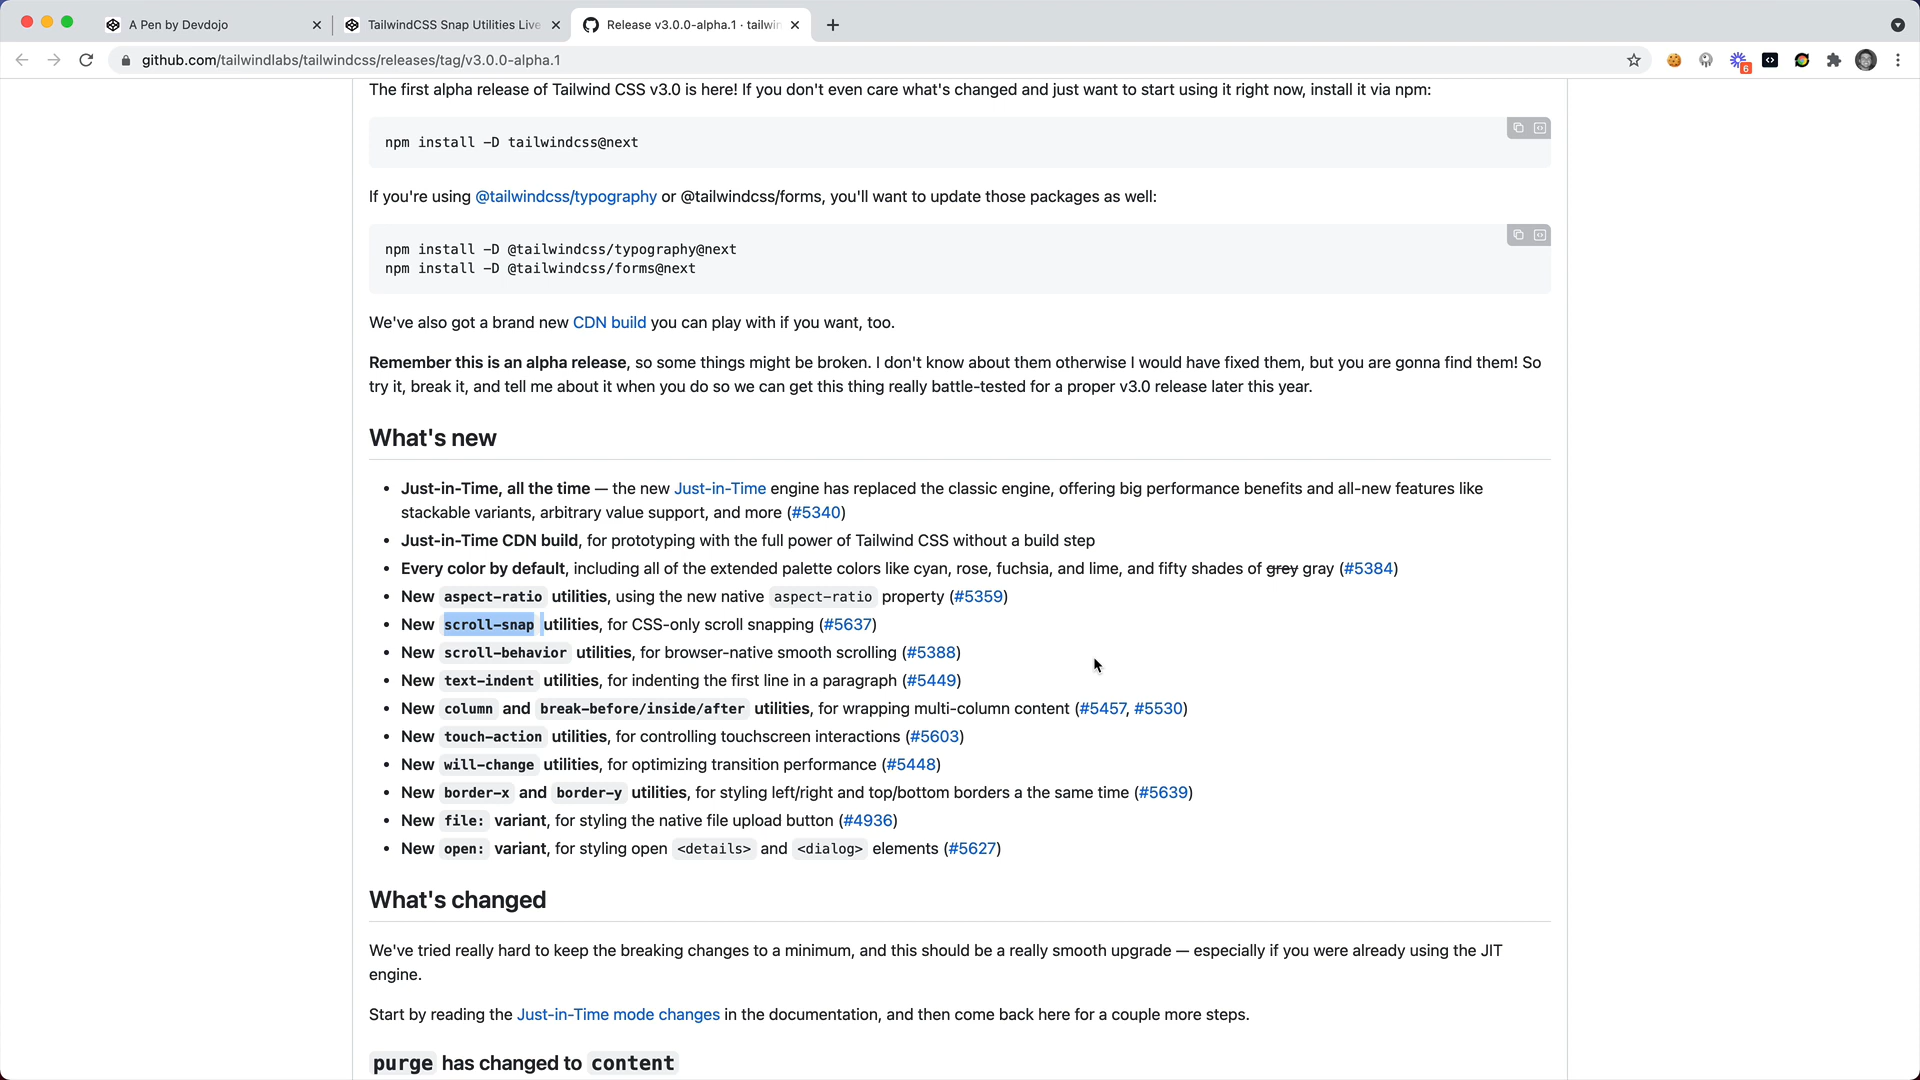 A Pen by Devdojo
TailwindCSS Snap Utilities Live
Release v3.0.0-alpha.1 · tailwin
github.com/tailwindlabs/tailwindcss/releases/tag/v3.0.0-alpha.1
6
The first alpha release of Tailwind CSS v3.0 is here! If you don't even care what's changed and just want to start using it right now, install it via npm:
npm install -D tailwindcss@next
If you're using @tailwindcss/typography or @tailwindcss/forms, you'll want to update those packages as well:
npm install -D @tailwindcss/typography@next
npm install -D @tailwindcss/forms@next
We've also got a brand new CDN build you can play with if you want, too.
Remember this is an alpha release, so some things might be broken. I don't know about them otherwise I would have fixed them, but you are gonna find them! So
try it, break it, and tell me about it when you do so we can get this thing really battle-tested for a proper v3.0 release later this year.
What's new
• Just-in-Time, all the time — the new Just-in-Time engine has replaced the classic engine, offering big performance benefits and all-new features like
stackable variants, arbitrary value support, and more (#5340)
• Just-in-Time CDN build, for prototyping with the full power of Tailwind CSS without a build step
• Every color by default, including all of the extended palette colors like cyan, rose, fuchsia, and lime, and fifty shades of grey gray (#5384)
• New aspect-ratio utilities, using the new native aspect-ratio property (#5359)
• New scroll-snap utilities, for CSS-only scroll snapping (#5637)
• New scroll-behavior utilities, for browser-native smooth scrolling (#5388)
• New text-indent utilities, for indenting the first line in a paragraph (#5449)
• New column and break-before/inside/after utilities, for wrapping multi-column content (#5457, #5530)
• New touch-action utilities, for controlling touchscreen interactions (#5603)
• New will-change utilities, for optimizing transition performance (#5448)
• New border-x and border-y utilities, for styling left/right and top/bottom borders a the same time (#5639)
• New file: variant, for styling the native file upload button (#4936)
• New open: variant, for styling open <details> and <dialog> elements (#5627)
What's changed
We've tried really hard to keep the breaking changes to a minimum, and this should be a really smooth upgrade — especially if you were already using the JIT
engine.
Start by reading the Just-in-Time mode changes in the documentation, and then come back here for a couple more steps.
purge has changed to content